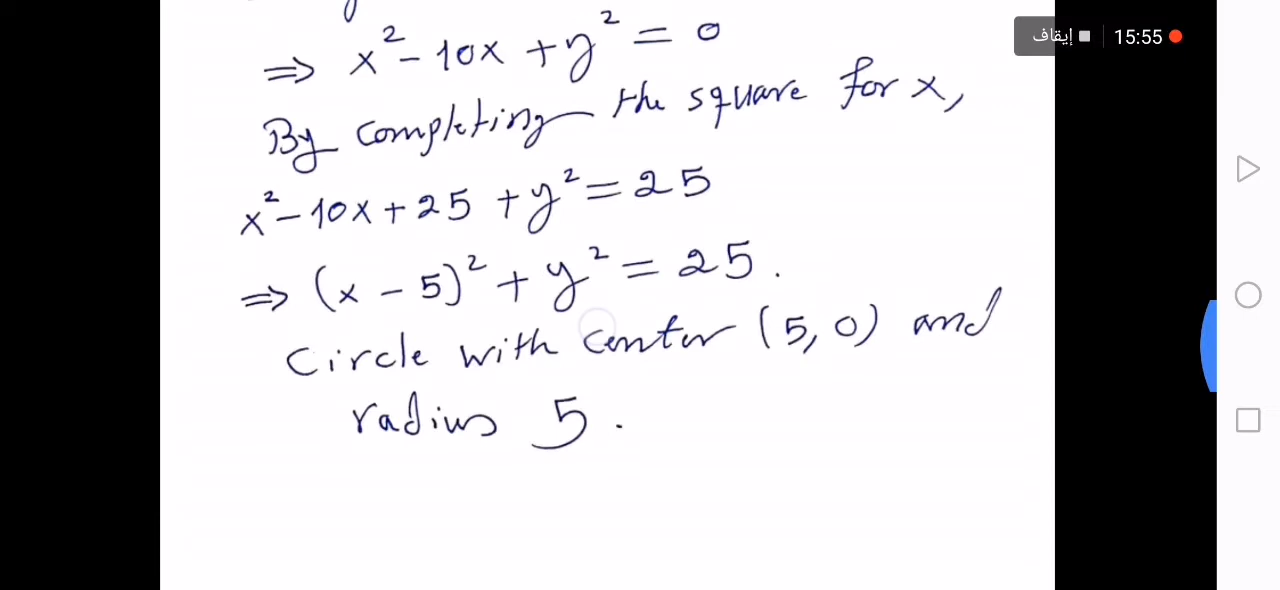 ⇒ x² - 10x + y² = 0
إيقاف
15:55
By completing the square for x,
x² - 10x + 25 + y² = 25
⇒ (x - 5)² + y² = 25.
Circle with center (5, 0) and
radius 5.